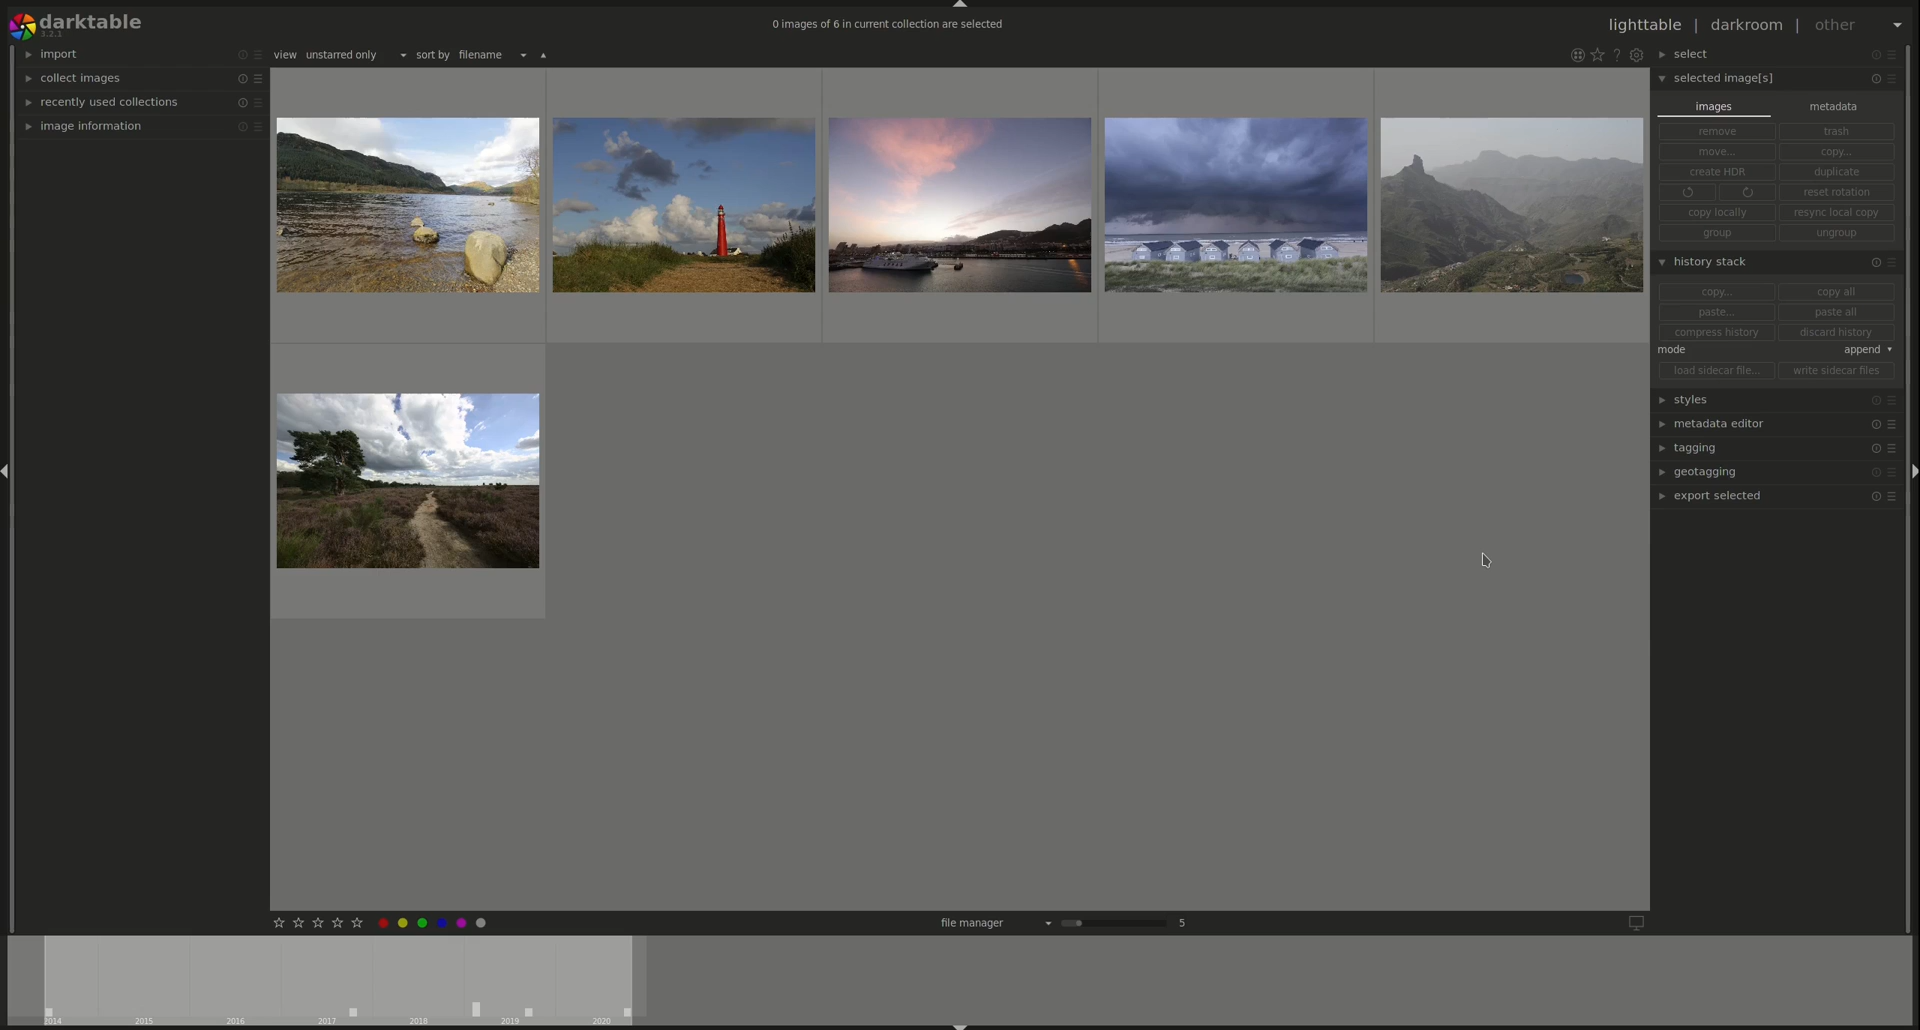 darktable
3.2.1
0 images of 6 in current collection are selected
lighttable | darkroom | other
import
collect images
recently used collections
image information
view unstarred only sort by filename
?
select
selected image[s]
images metadata
remove trash
move... copy...
create HDR duplicate
reset rotation
copy locally resync local copy
group ungroup
history stack
copy... copy all
paste... paste all
compress history discard history
mode append
load sidecar file... write sidecar files
styles
metadata editor
tagging
geotagging
export selected
file manager 5
2014 2015 2016 2017 2018 2019 2020